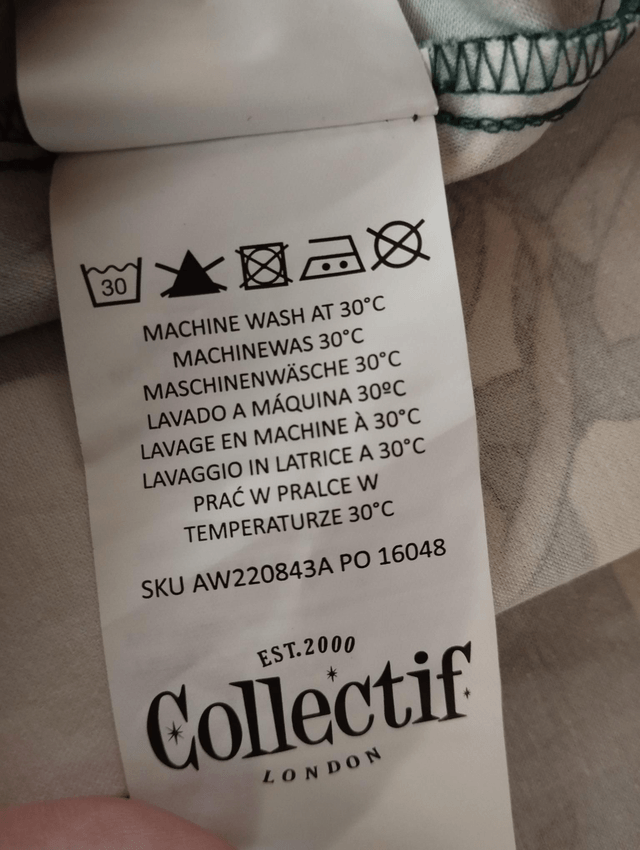 30
MACHINE WASH AT 30°C
MACHINEWAS 30°C
MASCHINENWÄSCHE 30°C
LAVADO A MÁQUINA 30ºC
LAVAGE EN MACHINE À 30°C
LAVAGGIO IN LATRICE A 30°C
PRAĆ W PRALCE W
TEMPERATURZE 30°C
SKU AW220843A PO 16048
EST.2000
Collectif
LONDON